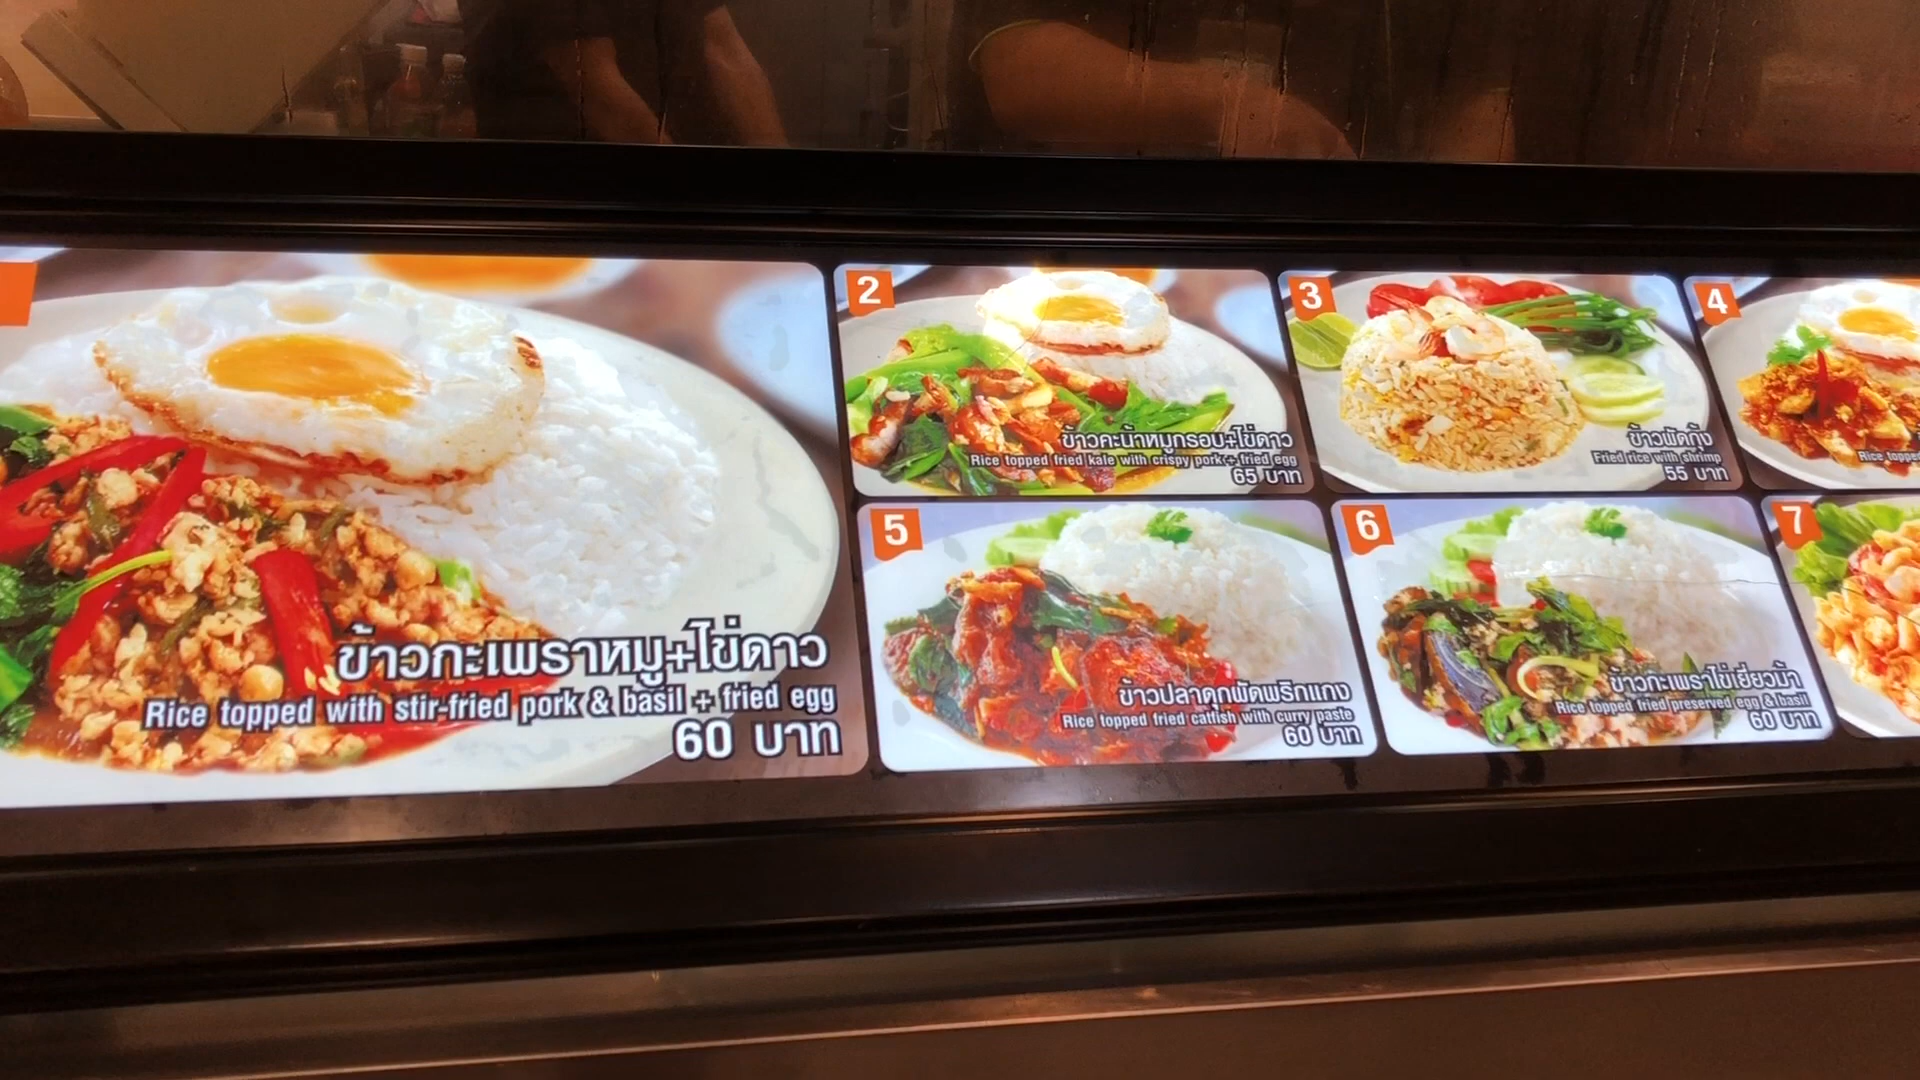 ข้าวกะเพราหมู+ไข่ดาว
Rice topped with stir-fried pork & basil + fried egg
60 บาท
2
ข้าวคะน้าหมูกรอบ+ไข่ดาว
Rice topped fried kale with crispy pork + fried egg
65 บาท
3
ข้าวผัดกุ้ง
Fried rice with shrimp
55 บาท
4
Rice topped
5
ข้าวปลาดุกผัดพริกแกง
Rice topped fried catfish with curry paste
60 บาท
6
ข้าวกะเพราไข่เยี่ยวม้า
Rice topped fried preserved egg & basil
60 บาท
7